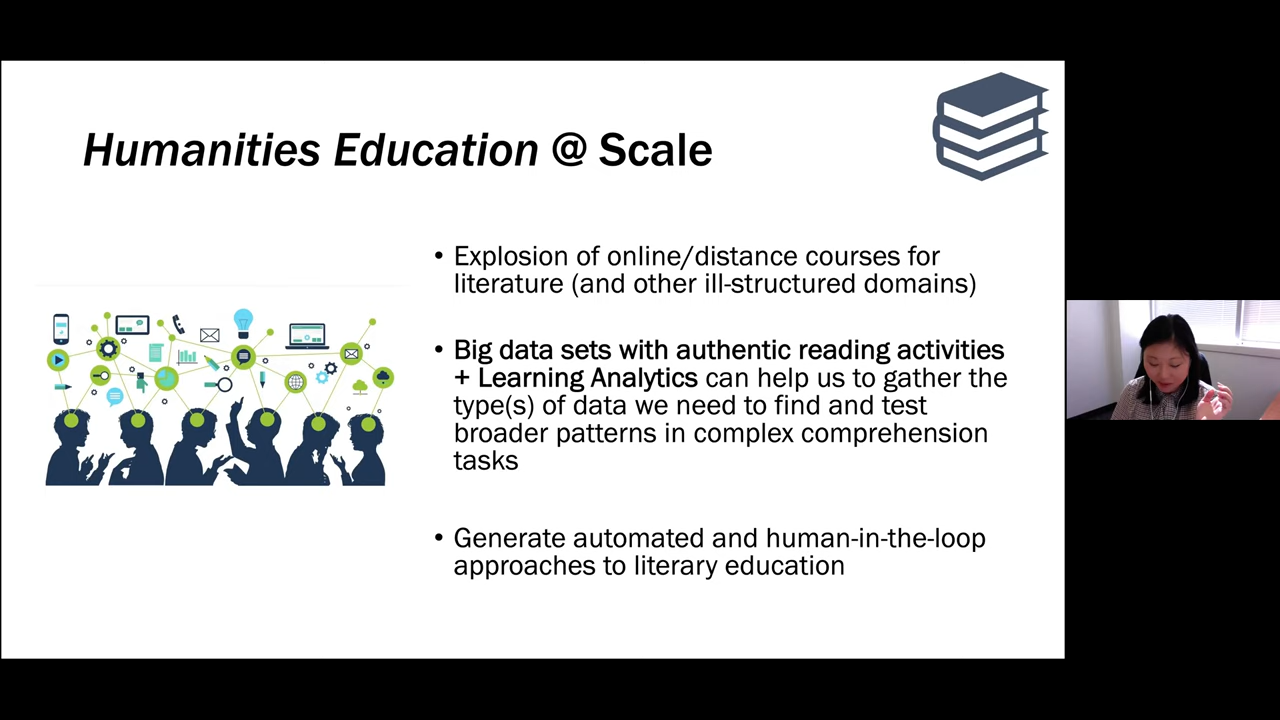 Humanities Education @ Scale
• Explosion of online/distance courses for
literature (and other ill-structured domains)
• Big data sets with authentic reading activities
+ Learning Analytics can help us to gather the
type(s) of data we need to find and test
broader patterns in complex comprehension
tasks
• Generate automated and human-in-the-loop
approaches to literary education